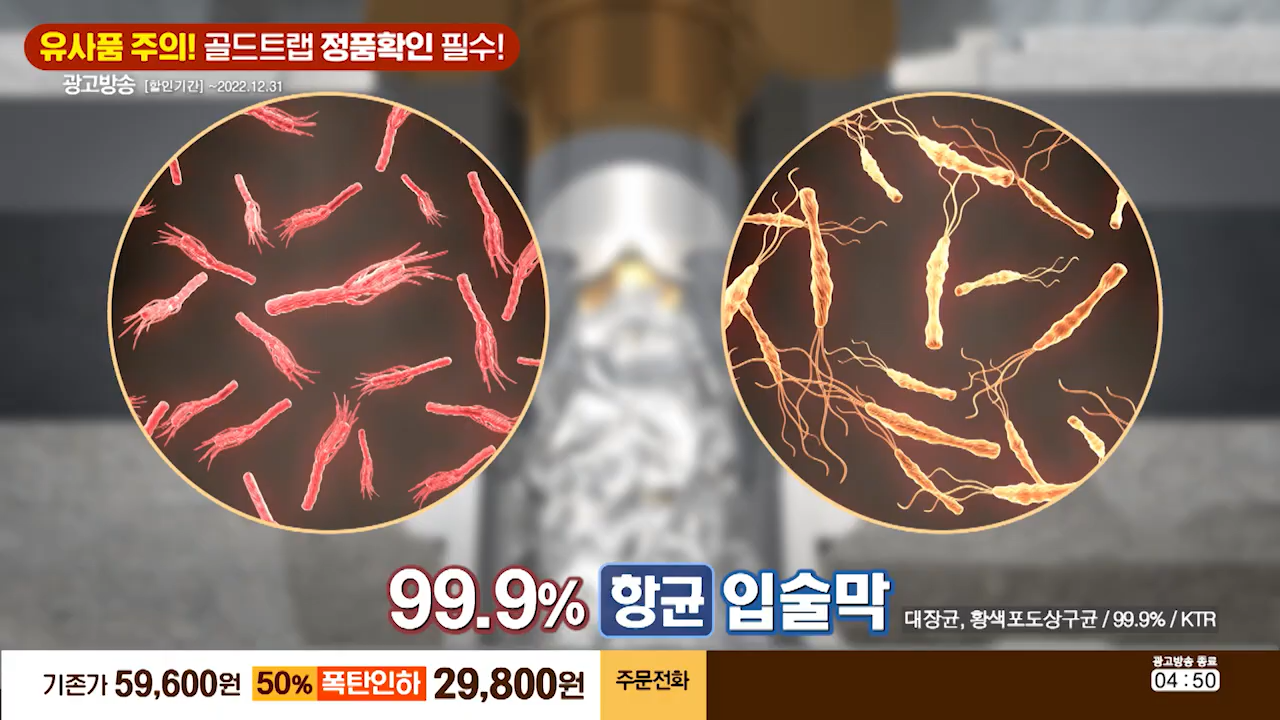 유사품 주의! 골드트랩 정품확인 필수!
광고방송 [할인기간] ~2022.12.31
99.9% 항균 입술막
대장균, 황색포도상구균 / 99.9% / KTR
기존가 59,600원 50% 폭탄인하 29,800원 주문전화
광고방송 종료
04:50